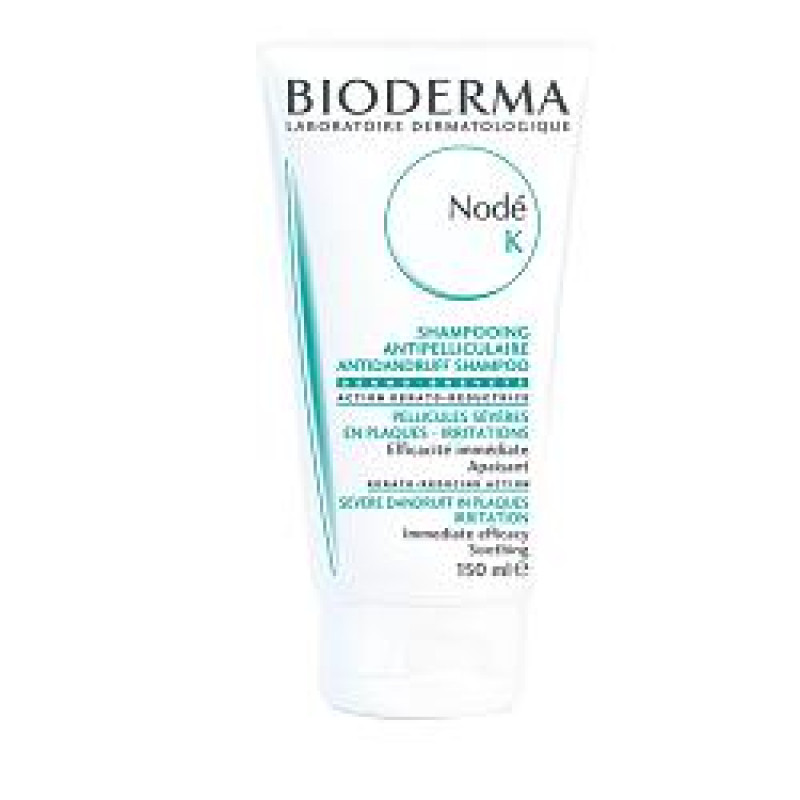 BIODERMA
LABORATOIRE DERMATOLOGIQUE
Nodé
K
SHAMPOOING
ANTIPELLICULAIRE
ANTIDANDRUFF SHAMPOO
ACTION KERATO-REDUCTRICE
PELLICULES SÉVÈRES
EN PLAQUES - IRRITATIONS
Efficacité immédiate
Apaisant
KERATO-REDUCING ACTION
SEVERE DANDRUFF IN PLAQUES
IRRITATION
Immediate efficacy
Soothing
150 ml e